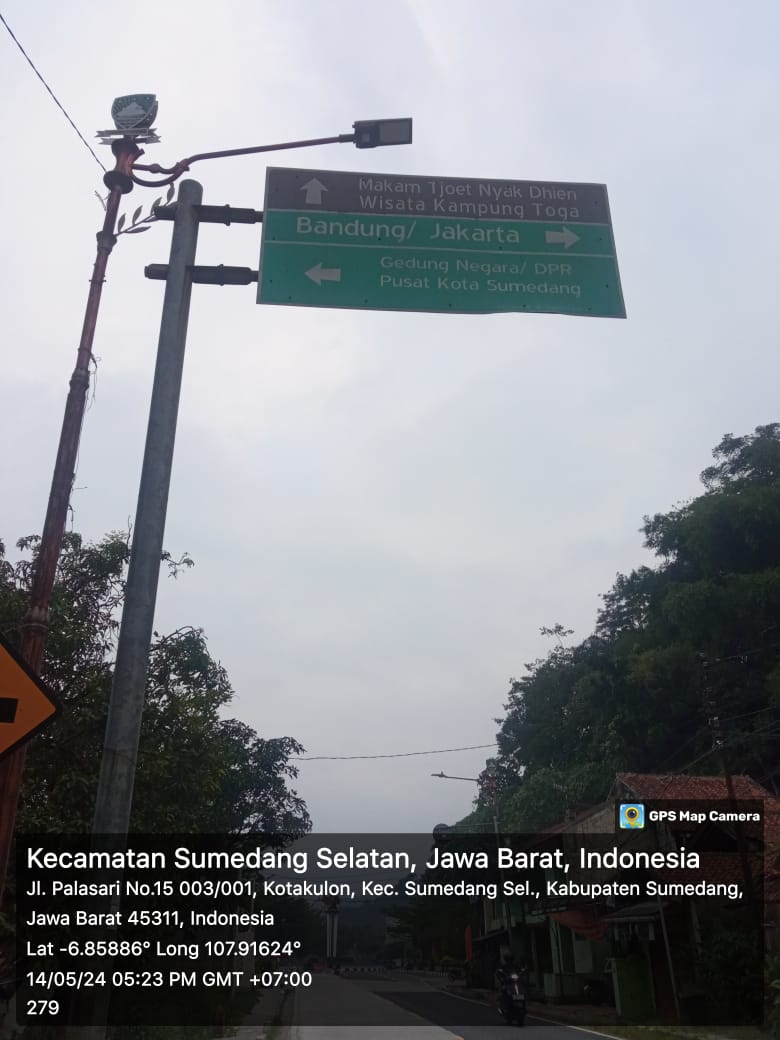 Makam Tjoet Nyak Dhien
Wisata Kampung Toga
Bandung/ Jakarta
Gedung Negara/ DPR
Pusat Kota Sumedang
GPS Map Camera
Kecamatan Sumedang Selatan, Jawa Barat, Indonesia
Jl. Palasari No.15 003/001, Kotakulon, Kec. Sumedang Sel., Kabupaten Sumedang,
Jawa Barat 45311, Indonesia
Lat -6.85886° Long 107.91624°
14/05/24 05:23 PM GMT +07:00
279